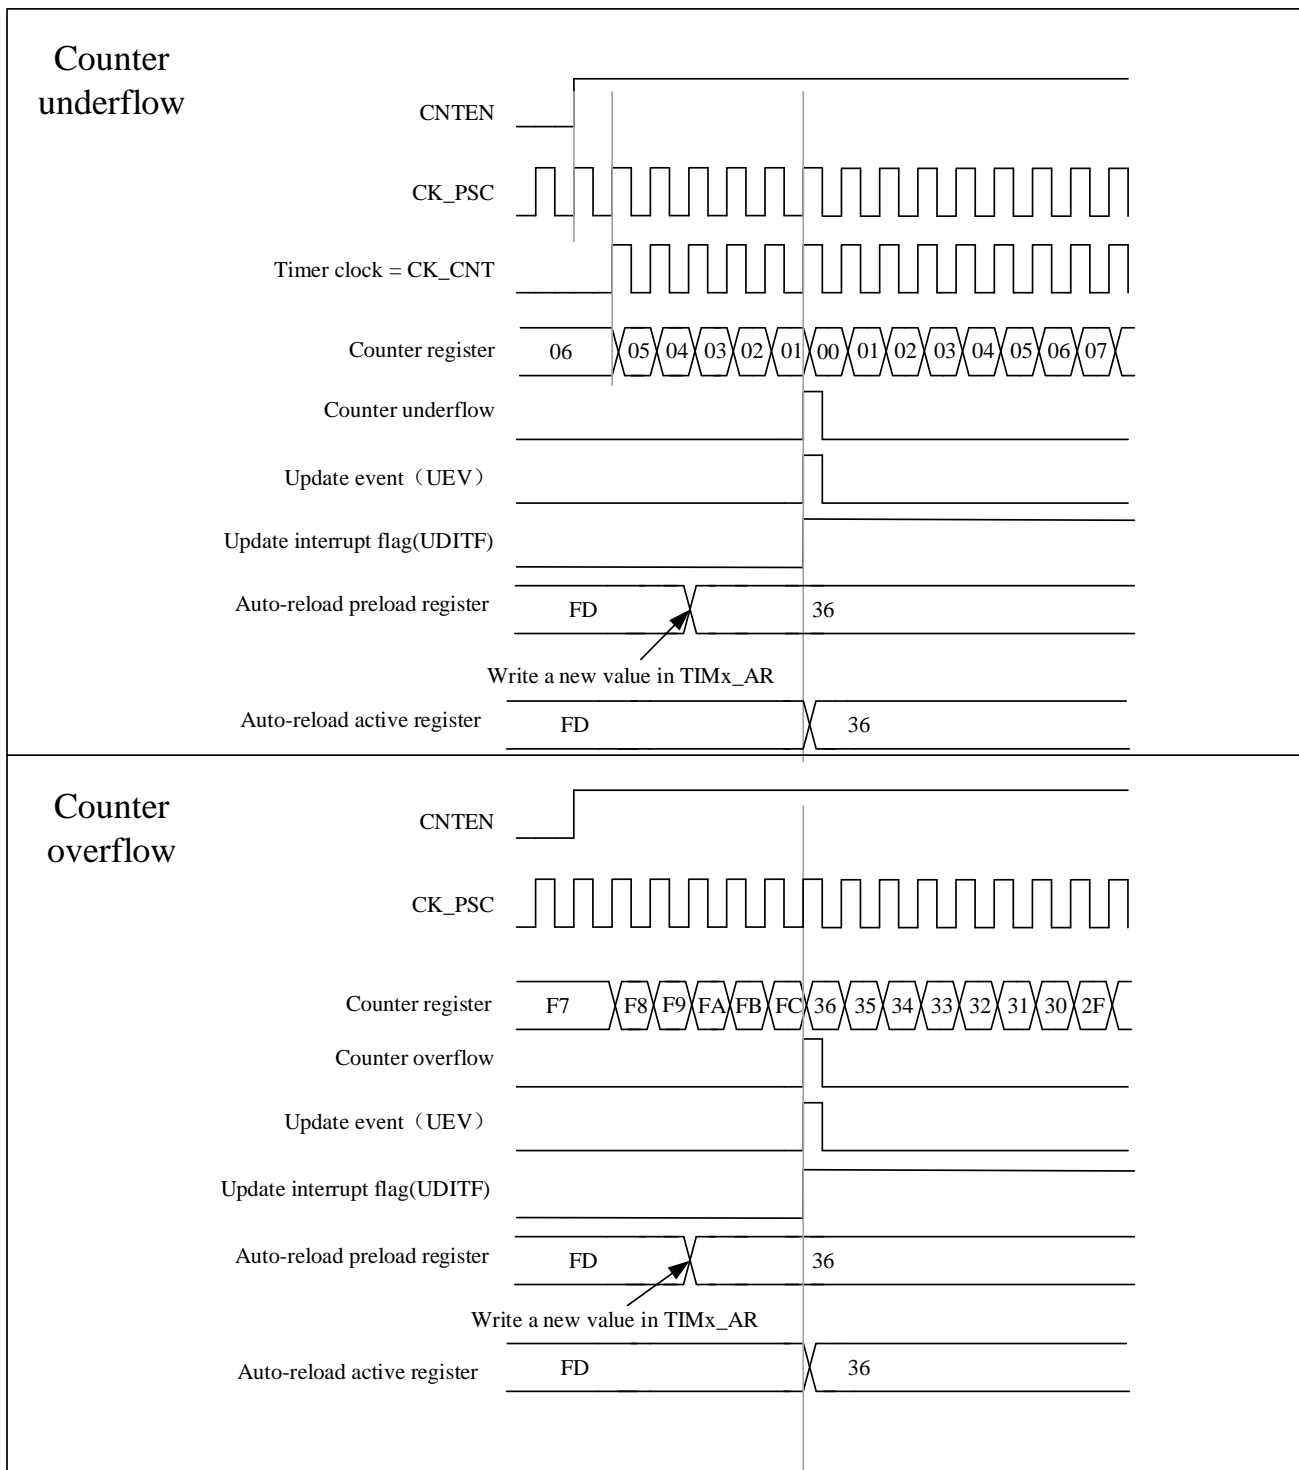 Counter
underflow
CNTEN
CK_PSC
Timer clock = CK_CNT
Counter register 06 05 04 03 02 01 00 01 02 03 04 05 06 07
Counter underflow
Update event（UEV）
Update interrupt flag(UDITF)
Auto-reload preload register FD 36
Write a new value in TIMx_AR
Auto-reload active register FD 36
Counter
overflow
CNTEN
CK_PSC
Counter register F7 F8 F9 FA FB FC 36 35 34 33 32 31 30 2F
Counter overflow
Update event（UEV）
Update interrupt flag(UDITF)
Auto-reload preload register FD 36
Write a new value in TIMx_AR
Auto-reload active register FD 36